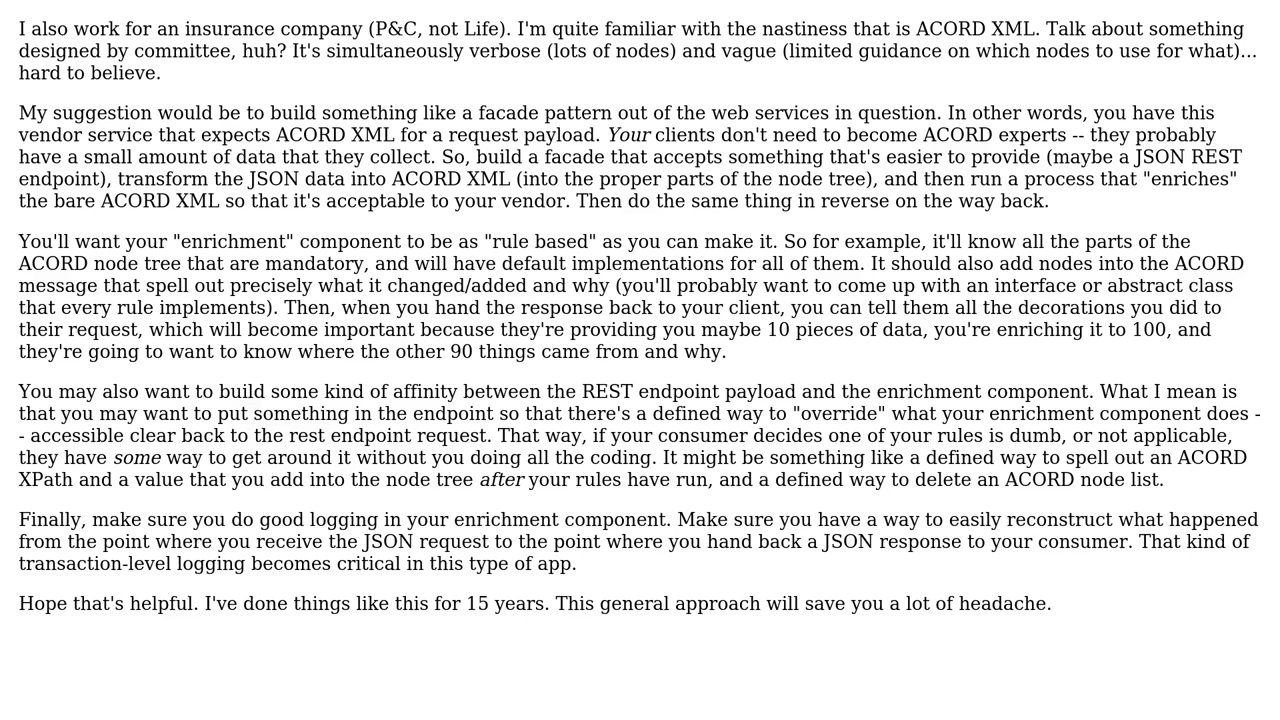 I also work for an insurance company (P&C, not Life). I'm quite familiar with the nastiness that is ACORD XML. Talk about something
designed by committee, huh? It's simultaneously verbose (lots of nodes) and vague (limited guidance on which nodes to use for what)...
hard to believe.
My suggestion would be to build something like a facade pattern out of the web services in question. In other words, you have this
vendor service that expects ACORD XML for a request payload. Your clients don't need to become ACORD experts -- they probably
have a small amount of data that they collect. So, build a facade that accepts something that's easier to provide (maybe a JSON REST
endpoint), transform the JSON data into ACORD XML (into the proper parts of the node tree), and then run a process that "enriches"
the bare ACORD XML so that it's acceptable to your vendor. Then do the same thing in reverse on the way back.
You'll want your "enrichment" component to be as "rule based" as you can make it. So for example, it'll know all the parts of the
ACORD node tree that are mandatory, and will have default implementations for all of them. It should also add nodes into the ACORD
message that spell out precisely what it changed/added and why (you'll probably want to come up with an interface or abstract class
that every rule implements). Then, when you hand the response back to your client, you can tell them all the decorations you did to
their request, which will become important because they're providing you maybe 10 pieces of data, you're enriching it to 100, and
they're going to want to know where the other 90 things came from and why.
You may also want to build some kind of affinity between the REST endpoint payload and the enrichment component. What I mean is
that you may want to put something in the endpoint so that there's a defined way to "override" what your enrichment component does -
- accessible clear back to the rest endpoint request. That way, if your consumer decides one of your rules is dumb, or not applicable,
they have some way to get around it without you doing all the coding. It might be something like a defined way to spell out an ACORD
XPath and a value that you add into the node tree after your rules have run, and a defined way to delete an ACORD node list.
Finally, make sure you do good logging in your enrichment component. Make sure you have a way to easily reconstruct what happened
from the point where you receive the JSON request to the point where you hand back a JSON response to your consumer. That kind of
transaction-level logging becomes critical in this type of app.
Hope that's helpful. I've done things like this for 15 years. This general approach will save you a lot of headache.